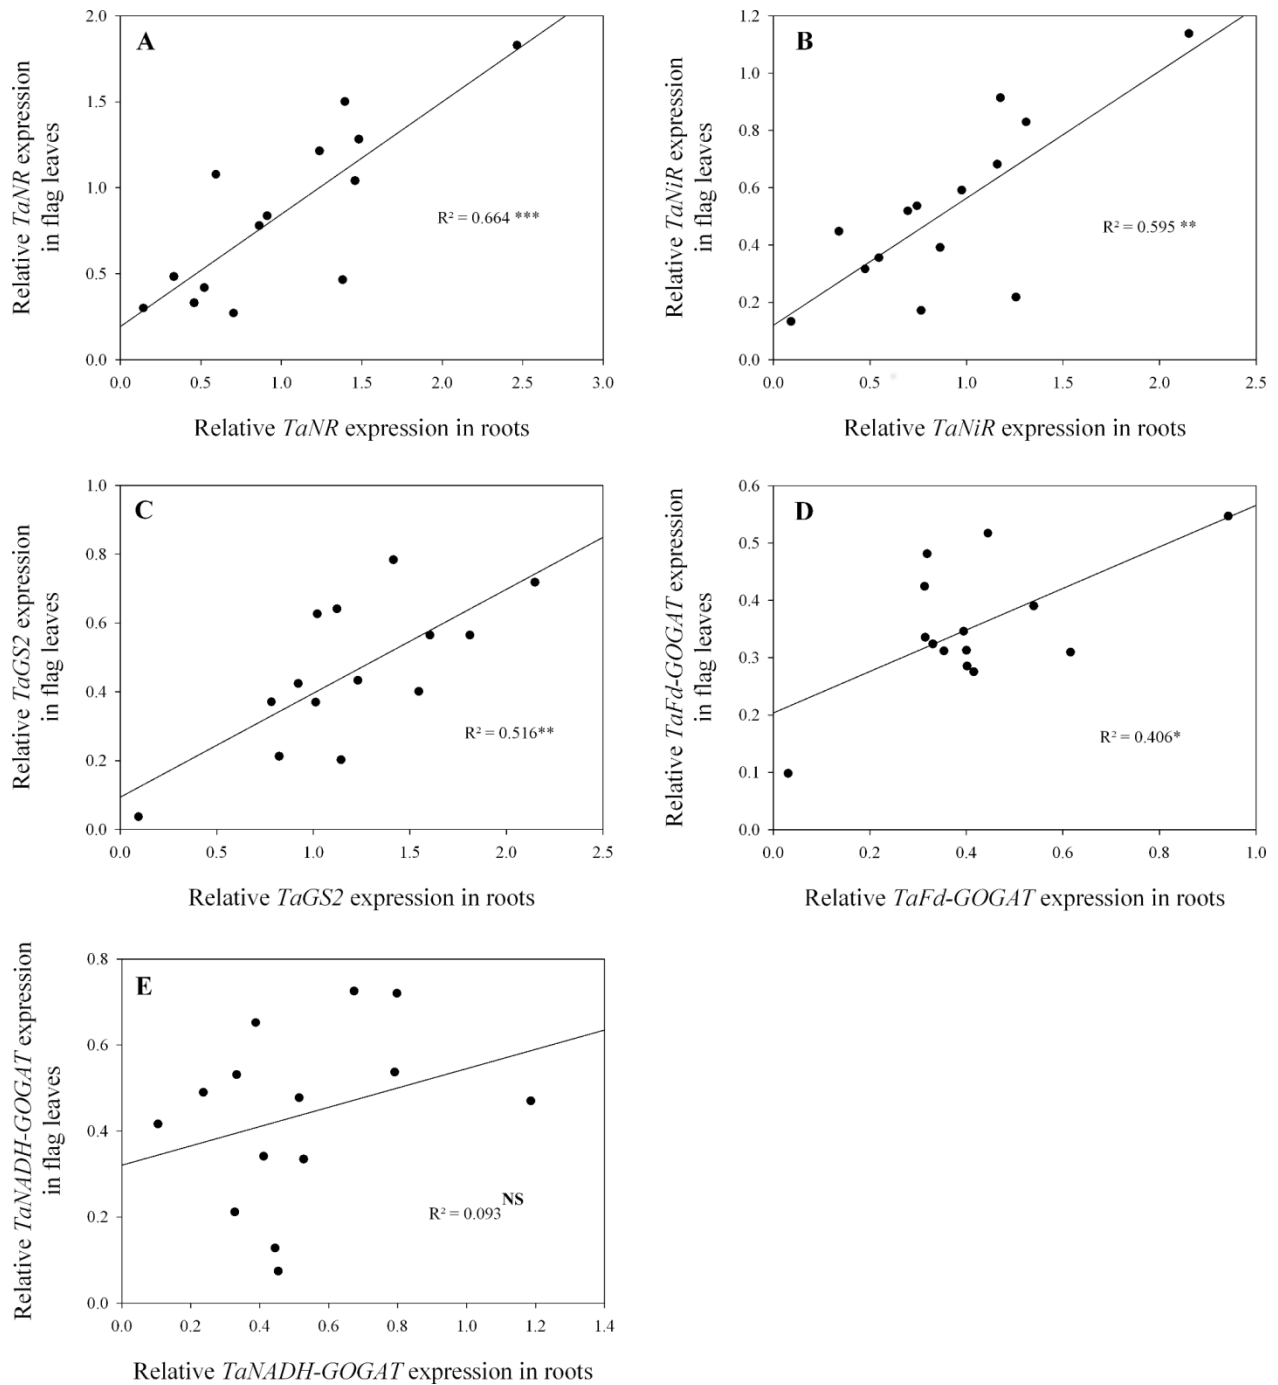 A
2.0
1.5
1.0
0.5
0.0
0.0 0.5 1.0 1.5 2.0 2.5 3.0
Relative TaNR expression
in flag leaves
R² = 0.664 ***
Relative TaNR expression in roots
B
1.2
1.0
0.8
0.6
0.4
0.2
0.0
0.0 0.5 1.0 1.5 2.0 2.5
Relative TaNiR expression
in flag leaves
R² = 0.595 **
Relative TaNiR expression in roots
C
1.0
0.8
0.6
0.4
0.2
0.0
0.0 0.5 1.0 1.5 2.0 2.5
Relative TaGS2 expression
in flag leaves
R² = 0.516**
Relative TaGS2 expression in roots
D
0.6
0.5
0.4
0.3
0.2
0.1
0.0
0.0 0.2 0.4 0.6 0.8 1.0
Relative TaFd-GOGAT expression
in flag leaves
R² = 0.406*
Relative TaFd-GOGAT expression in roots
E
0.8
0.6
0.4
0.2
0.0
0.0 0.2 0.4 0.6 0.8 1.0 1.2 1.4
Relative TaNADH-GOGAT expression
in flag leaves
R² = 0.093 NS
Relative TaNADH-GOGAT expression in roots